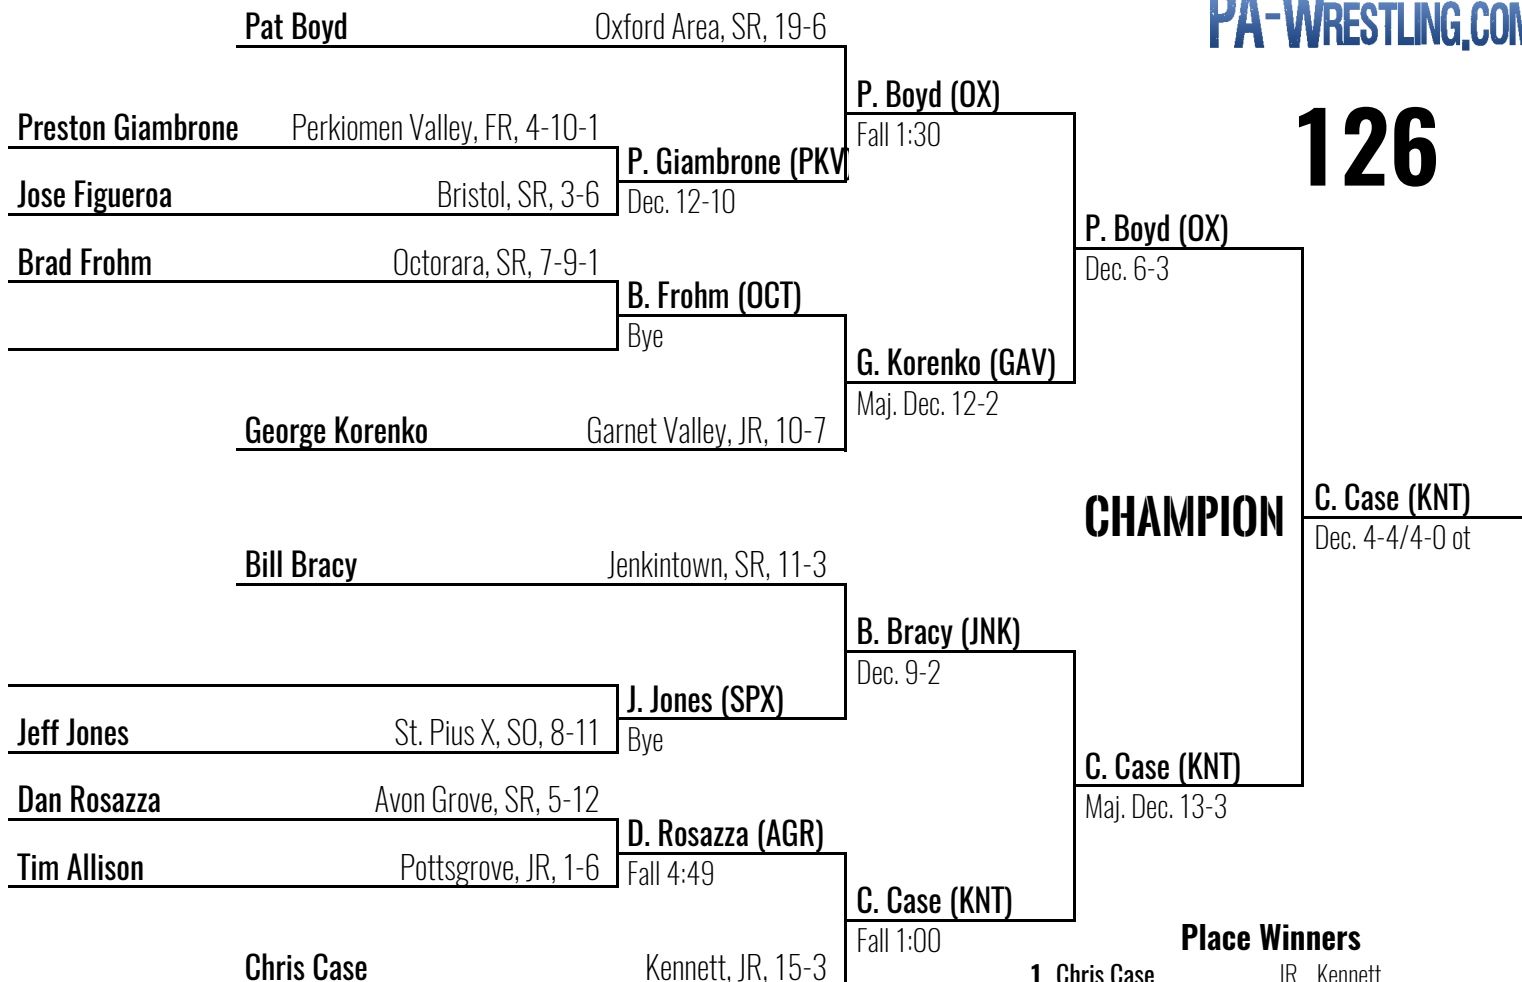 PA-WRESTLING.COM
Pat Boyd Oxford Area, SR, 19-6
P. Boyd (OX)
Fall 1:30
126
Preston Giambrone Perkiomen Valley, FR, 4-10-1
P. Giambrone (PKV)
Dec. 12-10
Jose Figueroa Bristol, SR, 3-6
P. Boyd (OX)
Dec. 6-3
Brad Frohm Octorara, SR, 7-9-1
B. Frohm (OCT)
Bye
G. Korenko (GAV)
Maj. Dec. 12-2
George Korenko Garnet Valley, JR, 10-7
CHAMPION
C. Case (KNT)
Dec. 4-4/4-0 ot
Bill Bracy Jenkintown, SR, 11-3
B. Bracy (JNK)
Dec. 9-2
J. Jones (SPX)
Bye
Jeff Jones St. Pius X, SO, 8-11
C. Case (KNT)
Maj. Dec. 13-3
Dan Rosazza Avon Grove, SR, 5-12
D. Rosazza (AGR)
Fall 4:49
Tim Allison Pottsgrove, JR, 1-6
C. Case (KNT)
Fall 1:00
Chris Case Kennett, JR, 15-3
Place Winners
1 Chris Case JR Kennett